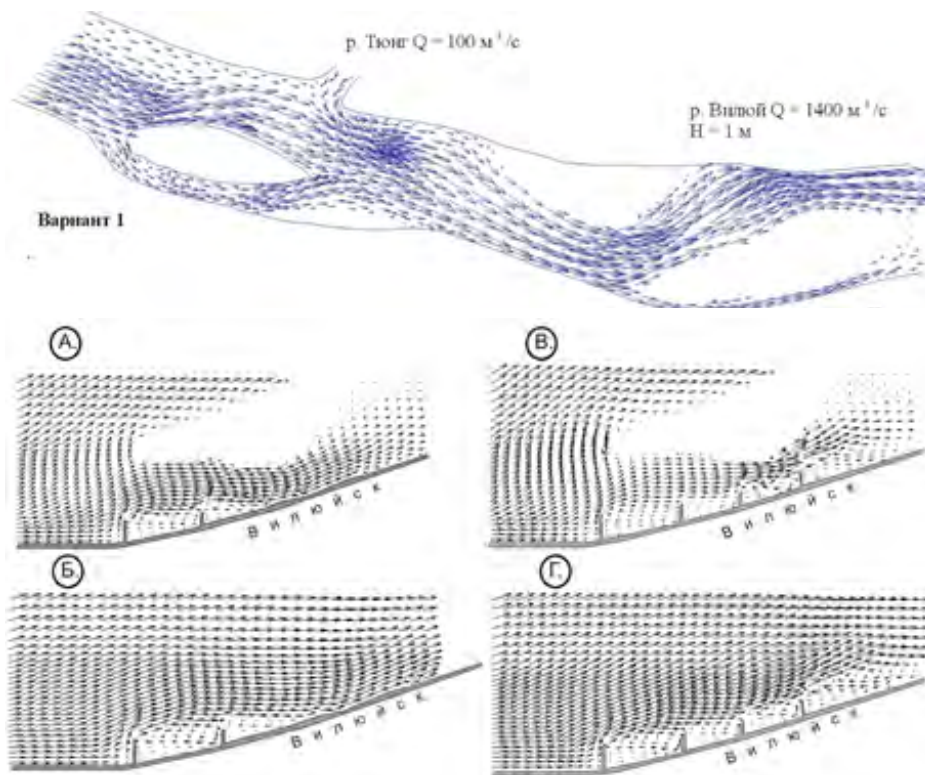 р. Тюнг Q = 100 м³/с
р. Вилюй Q = 1400 м³/с
H = 1 м
Вариант 1
А.
В.
Вилюйск
Вилюйск
Б.
Г.
Вилюйск
Вилюйск